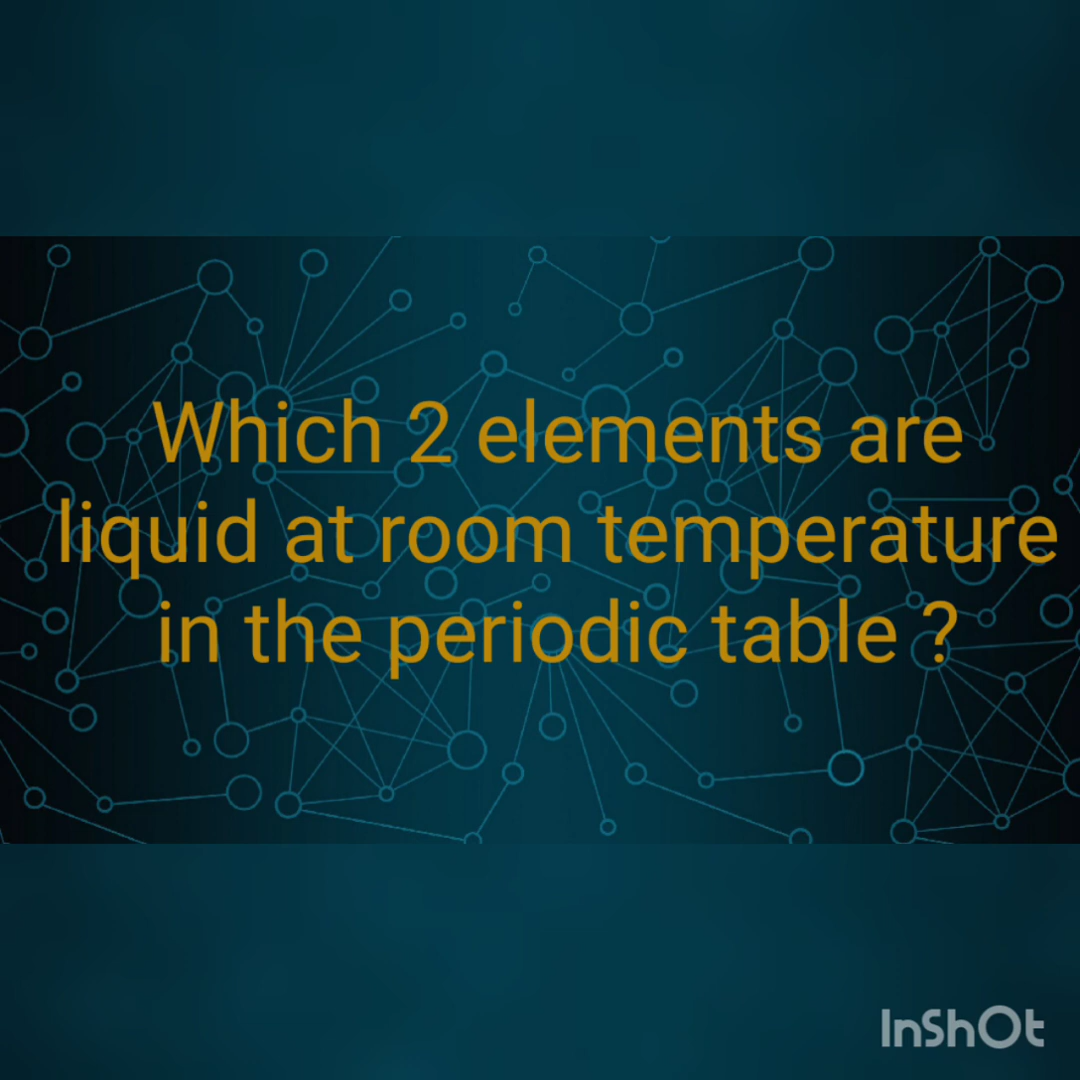 Which 2 elements are
liquid at room temperature
in the periodic table ?
InShOt